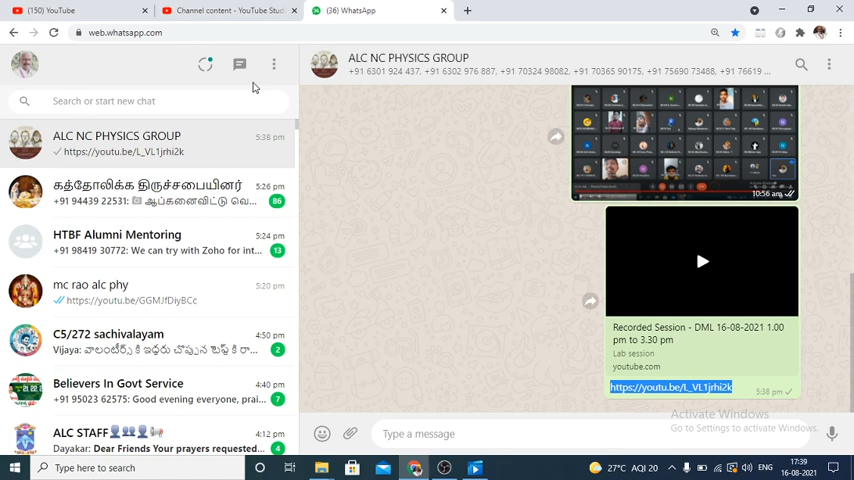 (150) YouTube
Channel content - YouTube Stud
(36) WhatsApp
web.whatsapp.com
ALC NC PHYSICS GROUP
+91 6301 924 437, +91 6302 976 887, +91 70324 98082, +91 70365 90175, +91 75690 73488, +91 76619 ...
Search or start new chat
ALC NC PHYSICS GROUP
5:38 pm
https://youtu.be/L_VL1jrhi2k
கத்தோலிக்க திருச்சபையினர்
5:26 pm
+91 94439 22531: ஆப்கனைவிட்டு வெ...
86
HTBF Alumni Mentoring
5:24 pm
+91 98419 30772: We can try with Zoho for int...
13
mc rao alc phy
5:20 pm
https://youtu.be/GGMJfDiyBCc
C5/272 sachivalayam
4:50 pm
Vijaya: వాలంటీర్స్ కి ఇద్దరు చొప్పున టెస్ట్ కి రా...
2
Believers In Govt Service
4:40 pm
+91 95023 62575: Good evening everyone, prai...
7
ALC STAFF
4:12 pm
Dayakar: Dear Friends Your prayers requested...
4
10:56 am
Recorded Session - DML 16-08-2021 1.00
pm to 3.30 pm
Lab session
youtube.com
https://youtu.be/L_VL1jrhi2k
5:38 pm
Activate Windows
Go to Settings to activate Windows.
Type a message
Type here to search
27°C AQI 20
ENG
17:39
16-08-2021